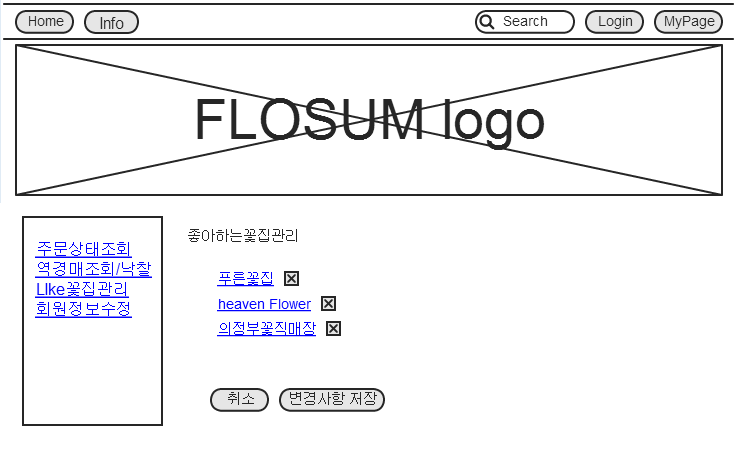 Home Info Search Login MyPage
FLOSUM logo
주문상태조회
역경매조회/낙찰
LIke꽃집관리
회원정보수정
좋아하는꽃집관리
푸른꽃집
heaven Flower
의정부꽃직매장
취소 변경사항 저장